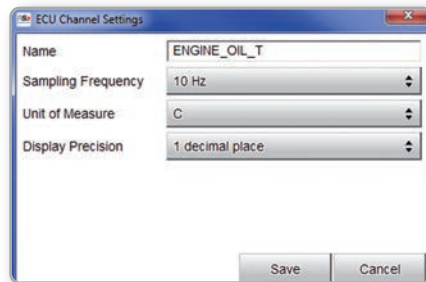 ECU Channel Settings
Name ENGINE_OIL_T
Sampling Frequency 10 Hz
Unit of Measure C
Display Precision 1 decimal place
Save Cancel